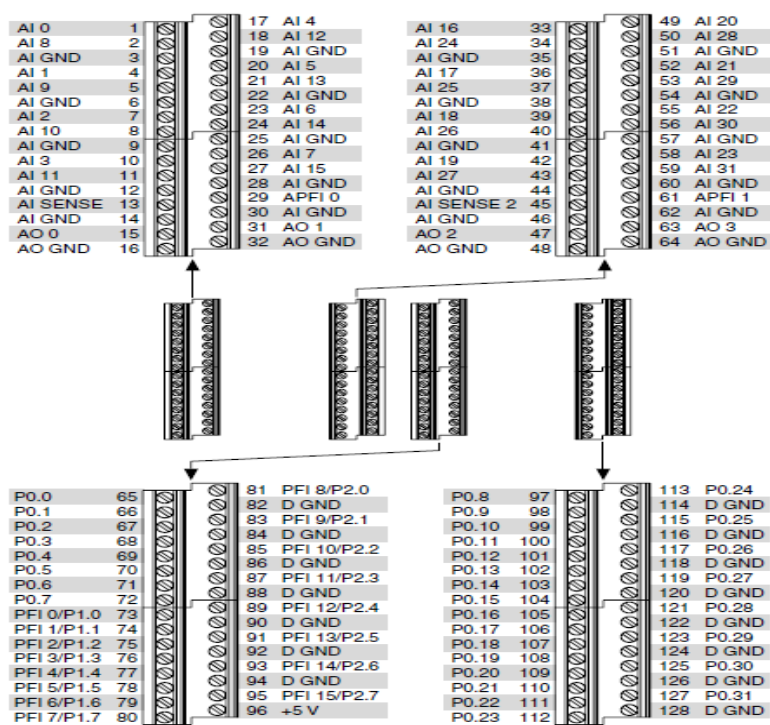 AI 0 1
AI 8 2
AI GND 3
AI 1 4
AI 9 5
AI GND 6
AI 2 7
AI 10 8
AI GND 9
AI 3 10
AI 11 11
AI GND 12
AI SENSE 13
AI GND 14
AO 0 15
AO GND 16
17 AI 4
18 AI 12
19 AI GND
20 AI 5
21 AI 13
22 AI GND
23 AI 6
24 AI 14
25 AI GND
26 AI 7
27 AI 15
28 AI GND
29 APFI 0
30 AI GND
31 AO 1
32 AO GND
AI 16 33
AI 24 34
AI GND 35
AI 17 36
AI 25 37
AI GND 38
AI 18 39
AI 26 40
AI GND 41
AI 19 42
AI 27 43
AI GND 44
AI SENSE 2 45
AI GND 46
AO 2 47
AO GND 48
49 AI 20
50 AI 28
51 AI GND
52 AI 21
53 AI 29
54 AI GND
55 AI 22
56 AI 30
57 AI GND
58 AI 23
59 AI 31
60 AI GND
61 APFI 1
62 AI GND
63 AO 3
64 AO GND
P0.0 65
P0.1 66
P0.2 67
P0.3 68
P0.4 69
P0.5 70
P0.6 71
P0.7 72
PFI 0/P1.0 73
PFI 1/P1.1 74
PFI 2/P1.2 75
PFI 3/P1.3 76
PFI 4/P1.4 77
PFI 5/P1.5 78
PFI 6/P1.6 79
PFI 7/P1.7 80
81 PFI 8/P2.0
82 D GND
83 PFI 9/P2.1
84 D GND
85 PFI 10/P2.2
86 D GND
87 PFI 11/P2.3
88 D GND
89 PFI 12/P2.4
90 D GND
91 PFI 13/P2.5
92 D GND
93 PFI 14/P2.6
94 D GND
95 PFI 15/P2.7
96 +5 V
P0.8 97
P0.9 98
P0.10 99
P0.11 100
P0.12 101
P0.13 102
P0.14 103
P0.15 104
P0.16 105
P0.17 106
P0.18 107
P0.19 108
P0.20 109
P0.21 110
P0.22 111
P0.23 112
113 P0.24
114 D GND
115 P0.25
116 D GND
117 P0.26
118 D GND
119 P0.27
120 D GND
121 P0.28
122 D GND
123 P0.29
124 D GND
125 P0.30
126 D GND
127 P0.31
128 D GND